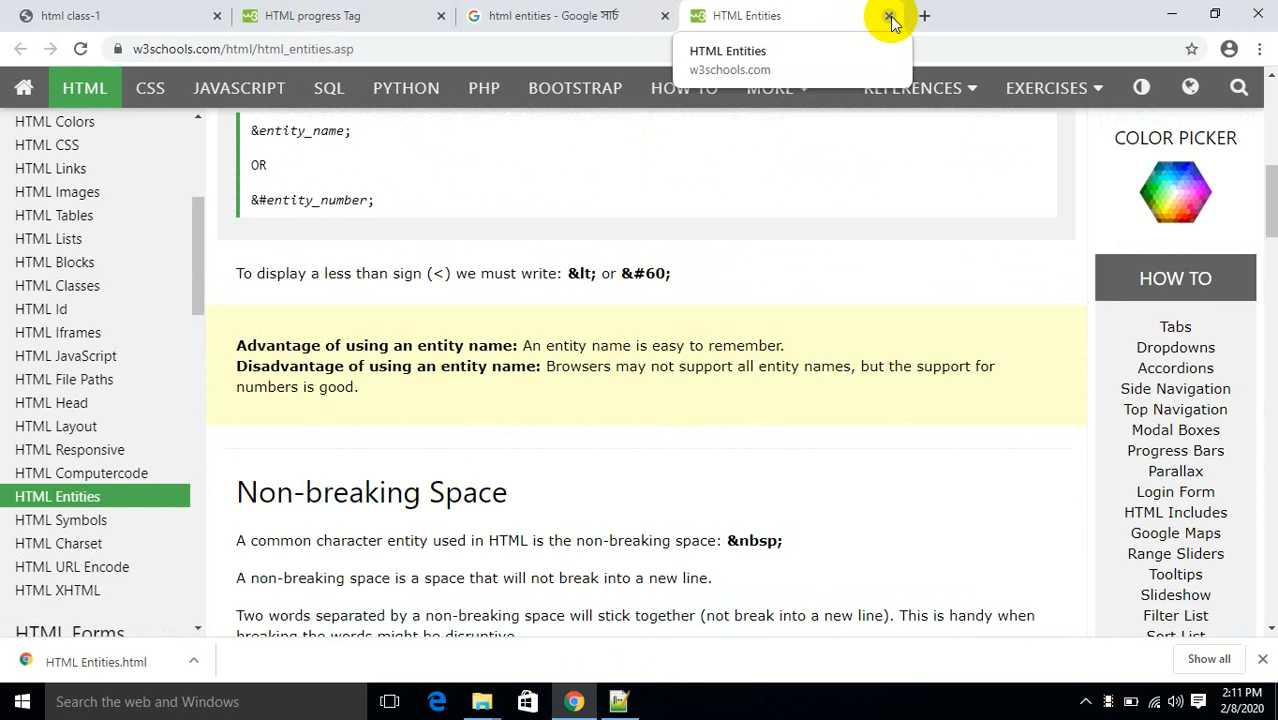 html class-1
HTML progress Tag
html entities - Google সার্চ
HTML Entities
w3schools.com/html/html_entities.asp
HTML Entities
w3schools.com
HTML CSS JAVASCRIPT SQL PYTHON PHP BOOTSTRAP HOW TO MORE REFERENCES EXERCISES
HTML Colors
HTML CSS
HTML Links
HTML Images
HTML Tables
HTML Lists
HTML Blocks
HTML Classes
HTML Id
HTML Iframes
HTML JavaScript
HTML File Paths
HTML Head
HTML Layout
HTML Responsive
HTML Computercode
HTML Entities
HTML Symbols
HTML Charset
HTML URL Encode
HTML XHTML
HTML Forms
&entity_name;
OR
&#entity_number;
To display a less than sign (<) we must write: &lt; or &#60;
Advantage of using an entity name: An entity name is easy to remember.
Disadvantage of using an entity name: Browsers may not support all entity names, but the support for
numbers is good.
Non-breaking Space
A common character entity used in HTML is the non-breaking space: &nbsp;
A non-breaking space is a space that will not break into a new line.
Two words separated by a non-breaking space will stick together (not break into a new line). This is handy when
breaking the words might be disruptive.
COLOR PICKER
HOW TO
Tabs
Dropdowns
Accordions
Side Navigation
Top Navigation
Modal Boxes
Progress Bars
Parallax
Login Form
HTML Includes
Google Maps
Range Sliders
Tooltips
Slideshow
Filter List
Sort List
HTML Entities.html
Show all
Search the web and Windows
2:11 PM
2/8/2020